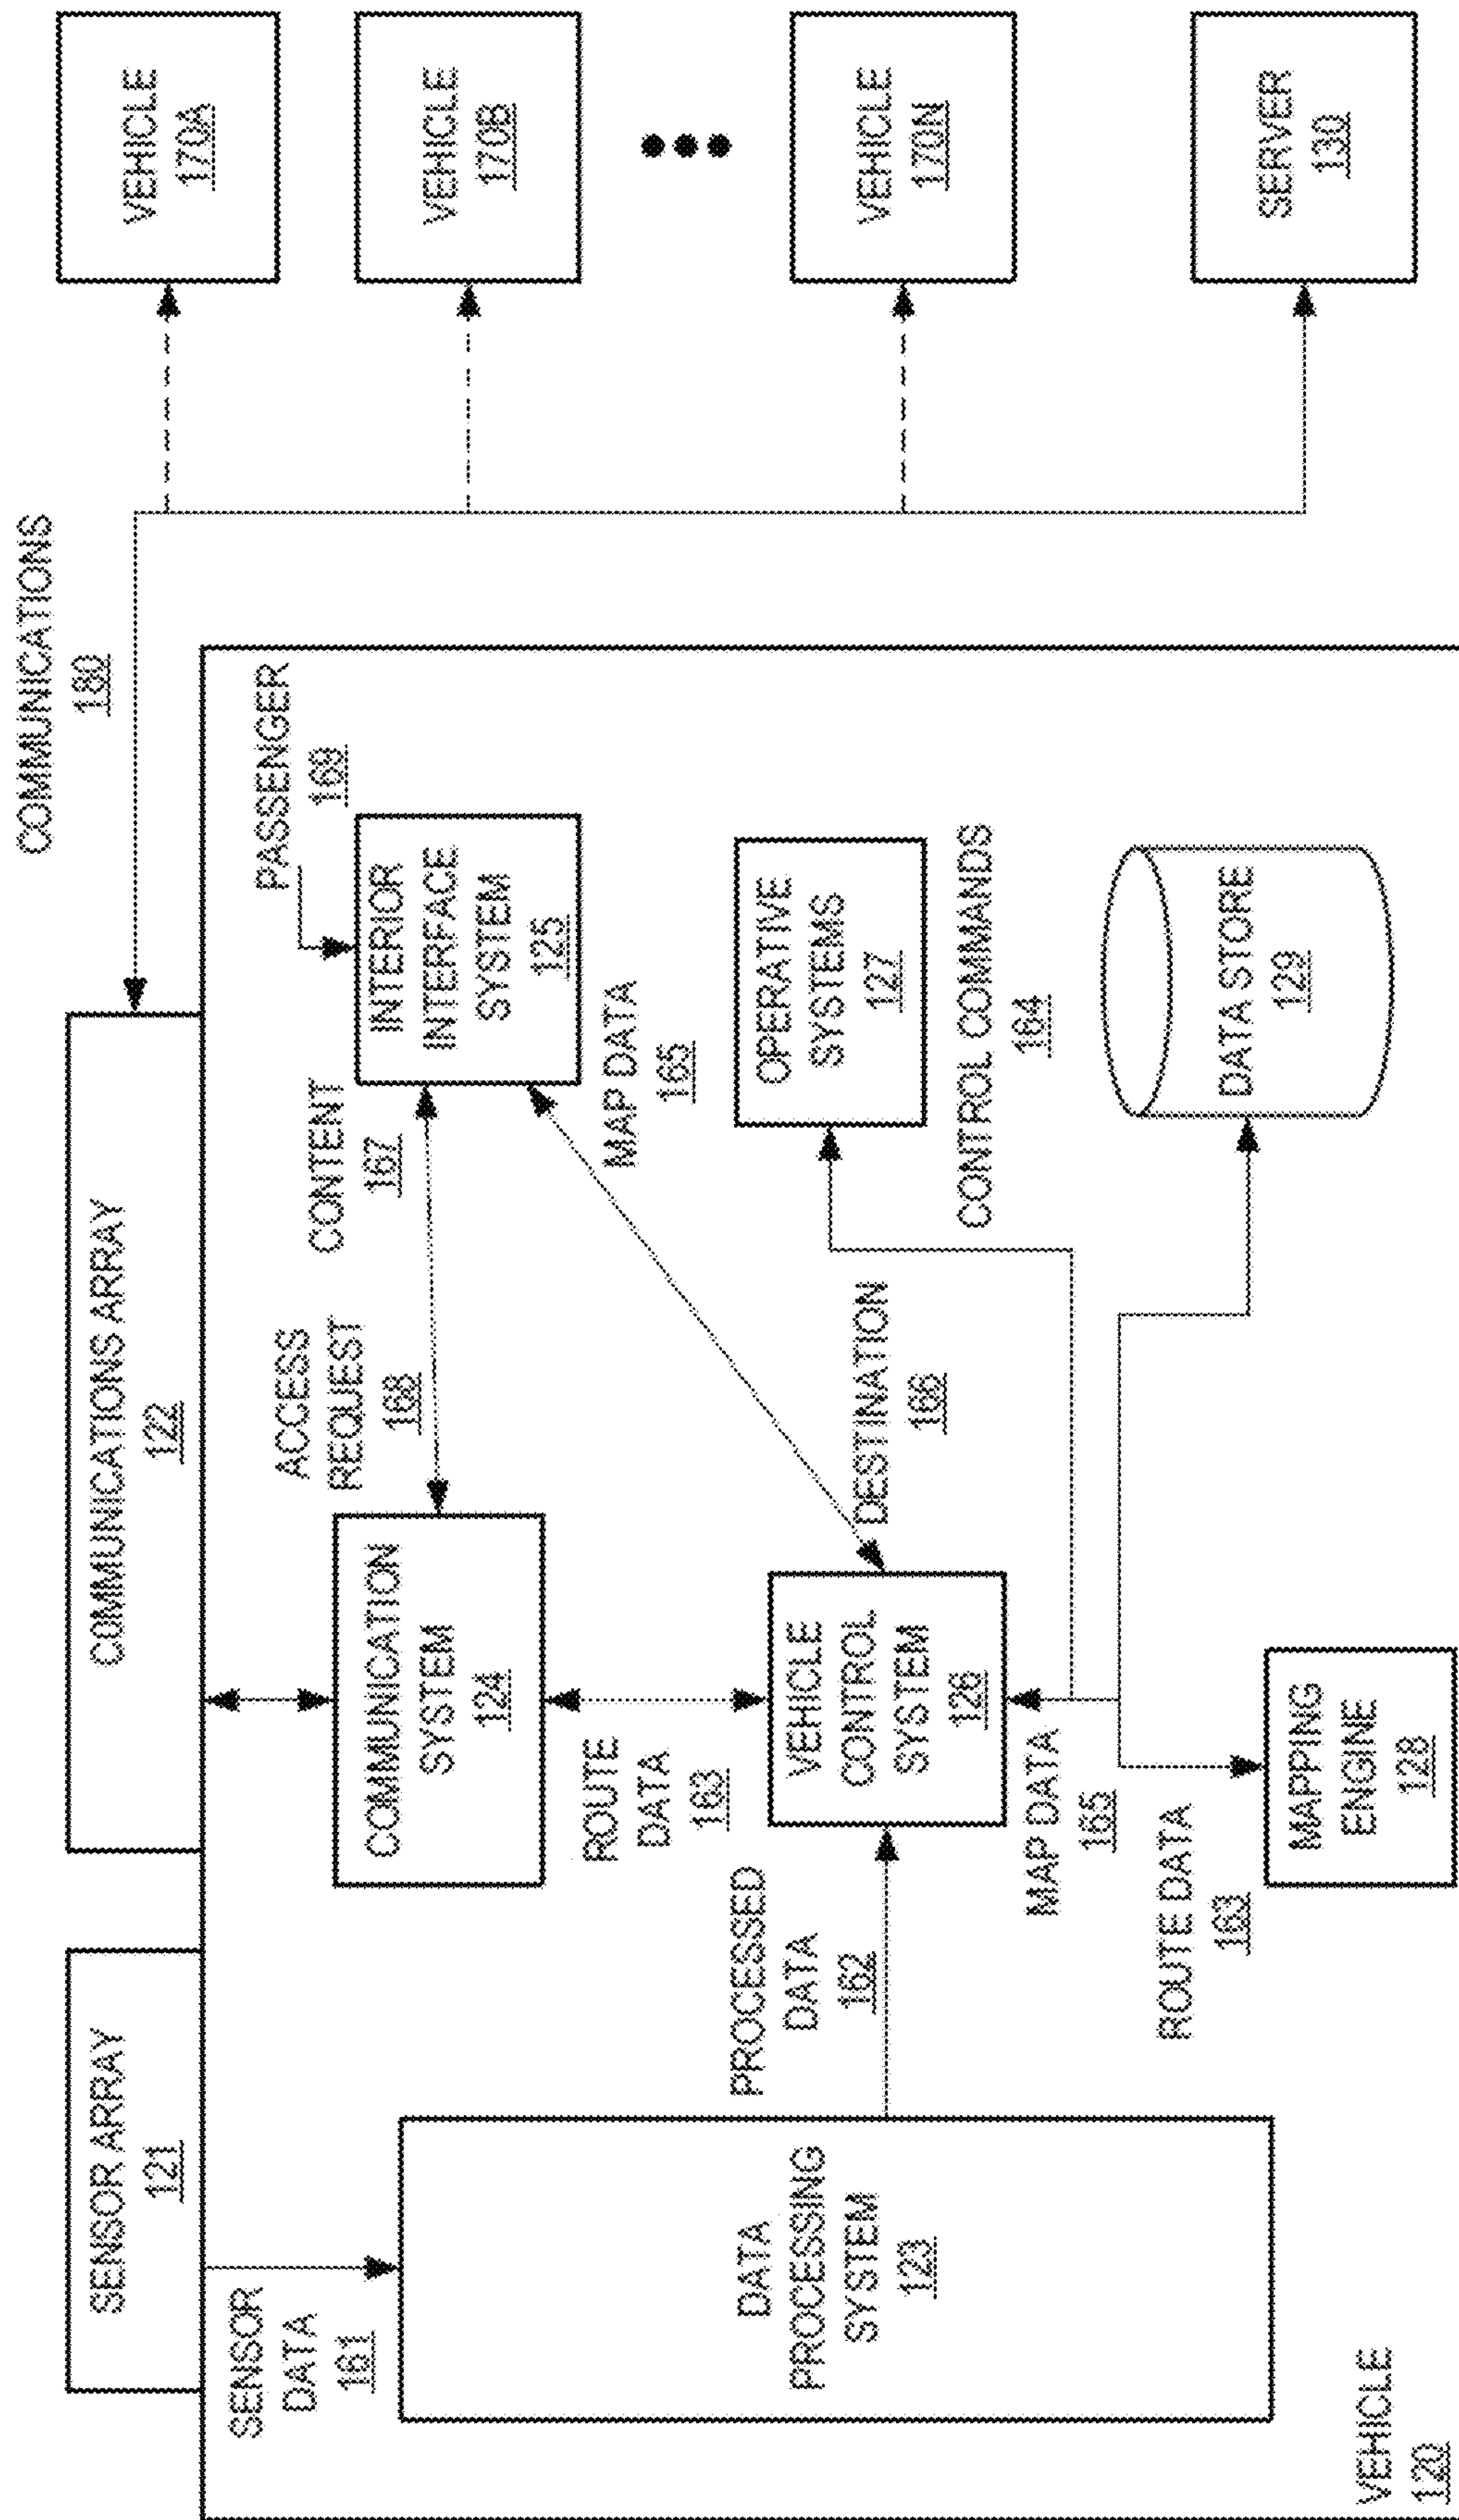 SENSOR ARRAY
121
COMMUNICATIONS ARRAY
122
COMMUNICATIONS
180
VEHICLE
170A
VEHICLE
170B
VEHICLE
170N
SERVER
130
SENSOR
DATA
161
DATA
PROCESSING
SYSTEM
123
PROCESSED
DATA
162
COMMUNICATION
SYSTEM
124
ACCESS
REQUEST
168
CONTENT
167
PASSENGER
169
INTERIOR
INTERFACE
SYSTEM
125
ROUTE
DATA
163
MAP DATA
165
VEHICLE
CONTROL
SYSTEM
126
DESTINATION
166
OPERATIVE
SYSTEMS
127
CONTROL COMMANDS
164
MAP DATA
165
ROUTE DATA
163
MAPPING
ENGINE
128
DATA STORE
129
VEHICLE
120